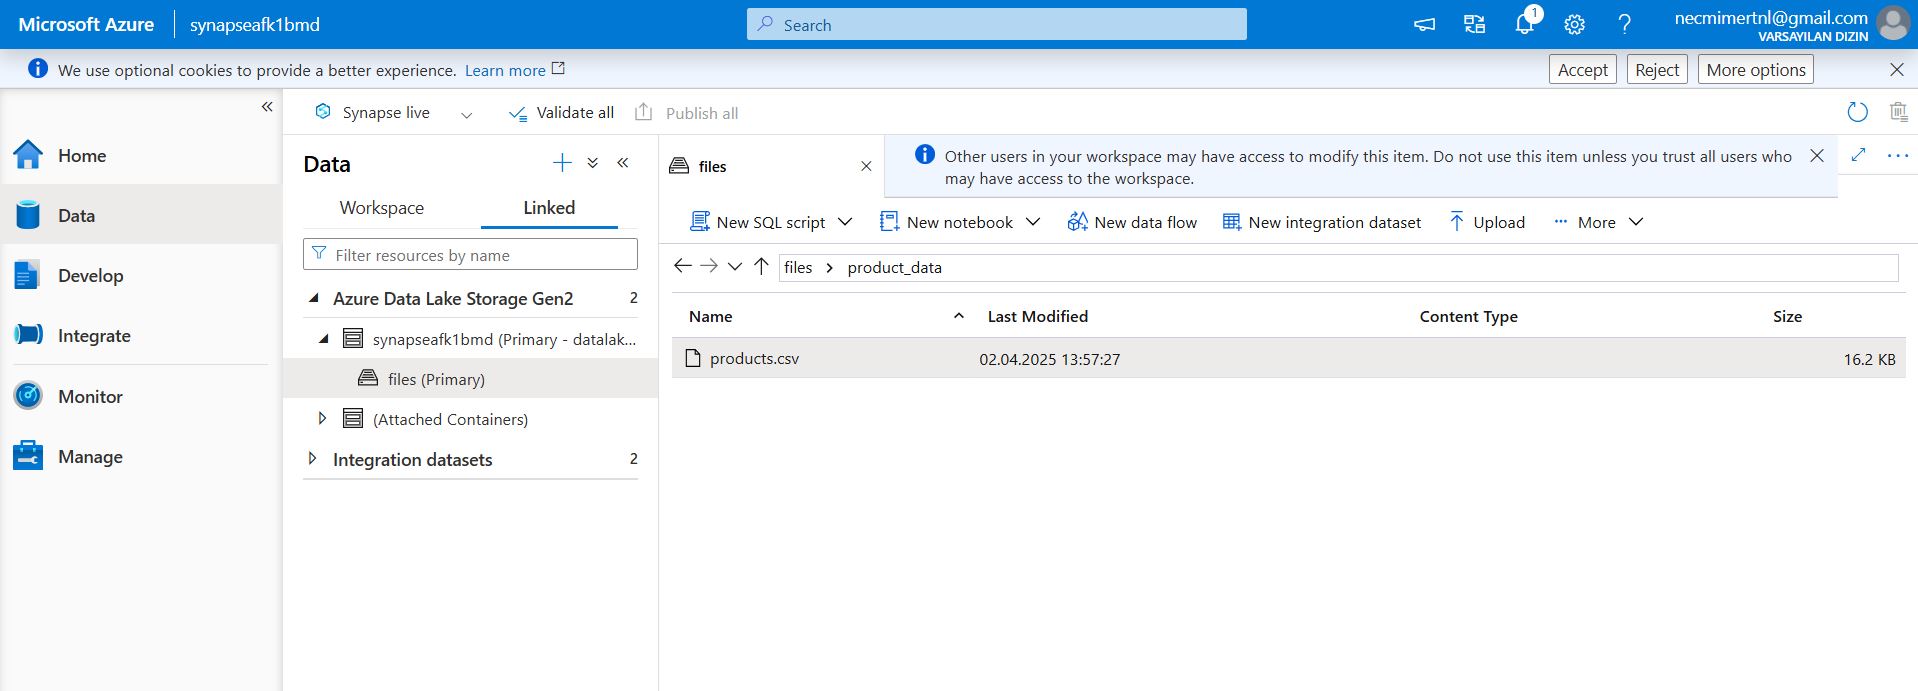 Microsoft Azure
synapseafk1bmd
Search
1
necmimertnl@gmail.com
VARSAYILAN DIZIN
We use optional cookies to provide a better experience. Learn more
Accept
Reject
More options
Synapse live
Validate all
Publish all
Home
Data
Develop
Integrate
Monitor
Manage
Data
Workspace
Linked
Filter resources by name
Azure Data Lake Storage Gen2 2
synapseafk1bmd (Primary - datalak...
files (Primary)
(Attached Containers)
Integration datasets 2
files
Other users in your workspace may have access to modify this item. Do not use this item unless you trust all users who
may have access to the workspace.
New SQL script
New notebook
New data flow
New integration dataset
Upload
More
files > product_data
Name Last Modified Content Type Size
products.csv 02.04.2025 13:57:27 16.2 KB